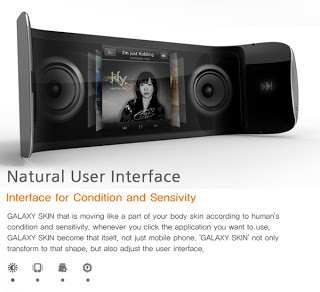 I'm just Kidding
Natural User Interface
Interface for Condition and Sensivity
GALAXY SKIN that is moving like a part of your body skin according to human's
condition and sensitivity. whenever you click the application you want to use,
GALAXY SKIN become that itself, not just mobile phone, 'GALAXY SKIN' not only
transform to that shape, but also adjust the user interface,